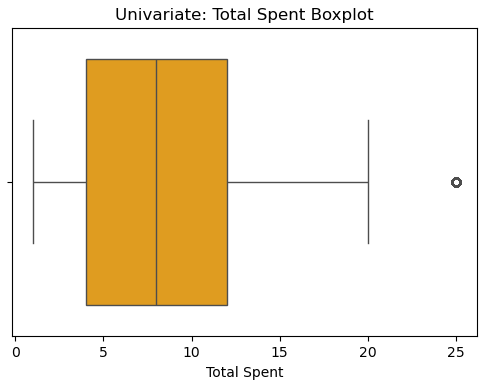 Univariate: Total Spent Boxplot
0 5 10 15 20 25
Total Spent